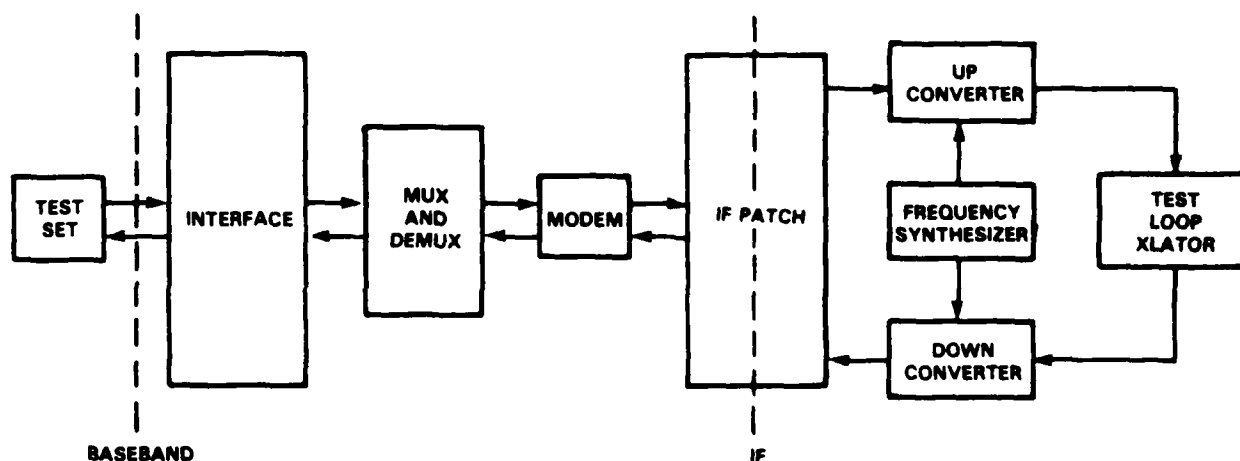 TEST
SET
INTERFACE
MUX
AND
DEMUX
MODEM
IF PATCH
UP
CONVERTER
FREQUENCY
SYNTHESIZER
DOWN
CONVERTER
TEST
LOOP
XLATOR
BASEBAND
IF